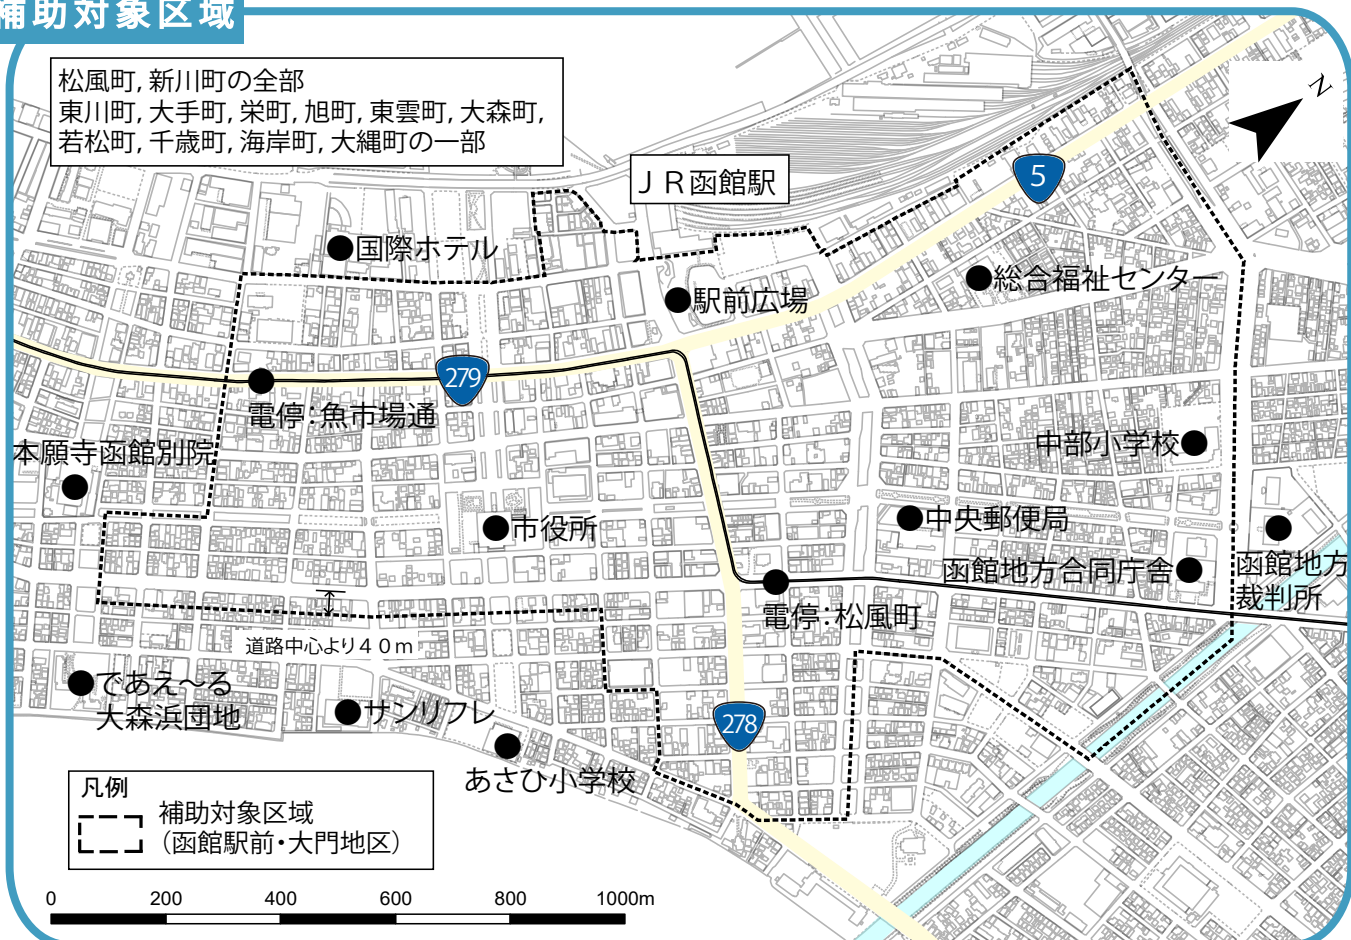 補助対象区域
松風町, 新川町の全部
東川町, 大手町, 栄町, 旭町, 東雲町, 大森町,
若松町, 千歳町, 海岸町, 大縄町の一部
N
ＪＲ函館駅
5
国際ホテル
総合福祉センター
駅前広場
279
電停：魚市場通
本願寺函館別院
中部小学校
市役所
中央郵便局
函館地方合同庁舎
函館地方
裁判所
電停：松風町
道路中心より４０ｍ
であえ～る
大森浜団地
サンリフレ
278
あさひ小学校
凡例
補助対象区域
（函館駅前・大門地区）
0 200 400 600 800 1000m